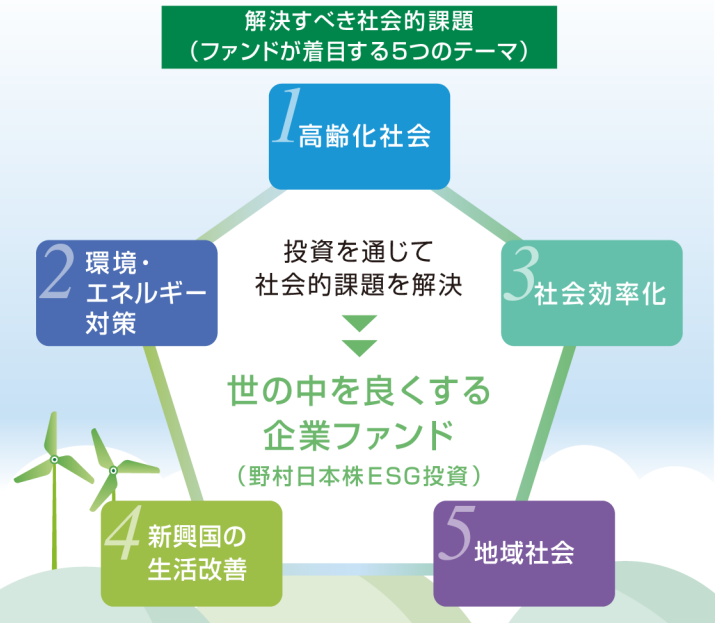 解決すべき社会的課題
（ファンドが着目する5つのテーマ）
1 高齢化社会
2 環境・
エネルギー
対策
3 社会効率化
投資を通じて
社会的課題を解決
世の中を良くする
企業ファンド
（野村日本株ESG投資）
4 新興国の
生活改善
5 地域社会